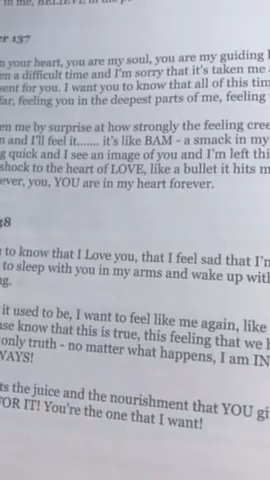 in me, BELIEVE in the p
er 137
n your heart, you are my soul, you are my guiding l
en a difficult time and I'm sorry that it's taken me
sent for you. I want you to know that all of this tim
far, feeling you in the deepest parts of me, feeling
en me by surprise at how strongly the feeling cree
n and I'll feel it....... it's like BAM - a smack in my
g quick and I see an image of you and I'm left thi
shock to the heart of LOVE, like a bullet it hits m
ever, you, YOU are in my heart forever.
38
to know that I Love you, that I feel sad that I'm
to sleep with you in my arms and wake up with
g.
it used to be, I want to feel like me again, like
ase know that this is true, this feeling that we h
only truth - no matter what happens, I am IN
WAYS!
ts the juice and the nourishment that YOU gi
FOR IT! You're the one that I want!